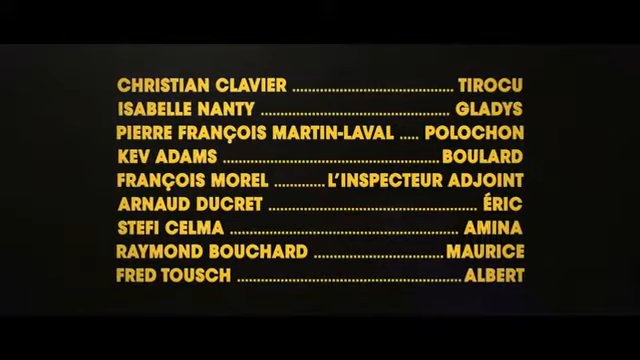 CHRISTIAN CLAVIER ........................................ TIROCU
ISABELLE NANTY ............................................... GLADYS
PIERRE FRANÇOIS MARTIN-LAVAL ..... POLOCHON
KEV ADAMS ...................................................... BOULARD
FRANÇOIS MOREL ............ L'INSPECTEUR ADJOINT
ARNAUD DUCRET .................................................... ÉRIC
STEFI CELMA ......................................................... AMINA
RAYMOND BOUCHARD ................................ MAURICE
FRED TOUSCH ...................................................... ALBERT